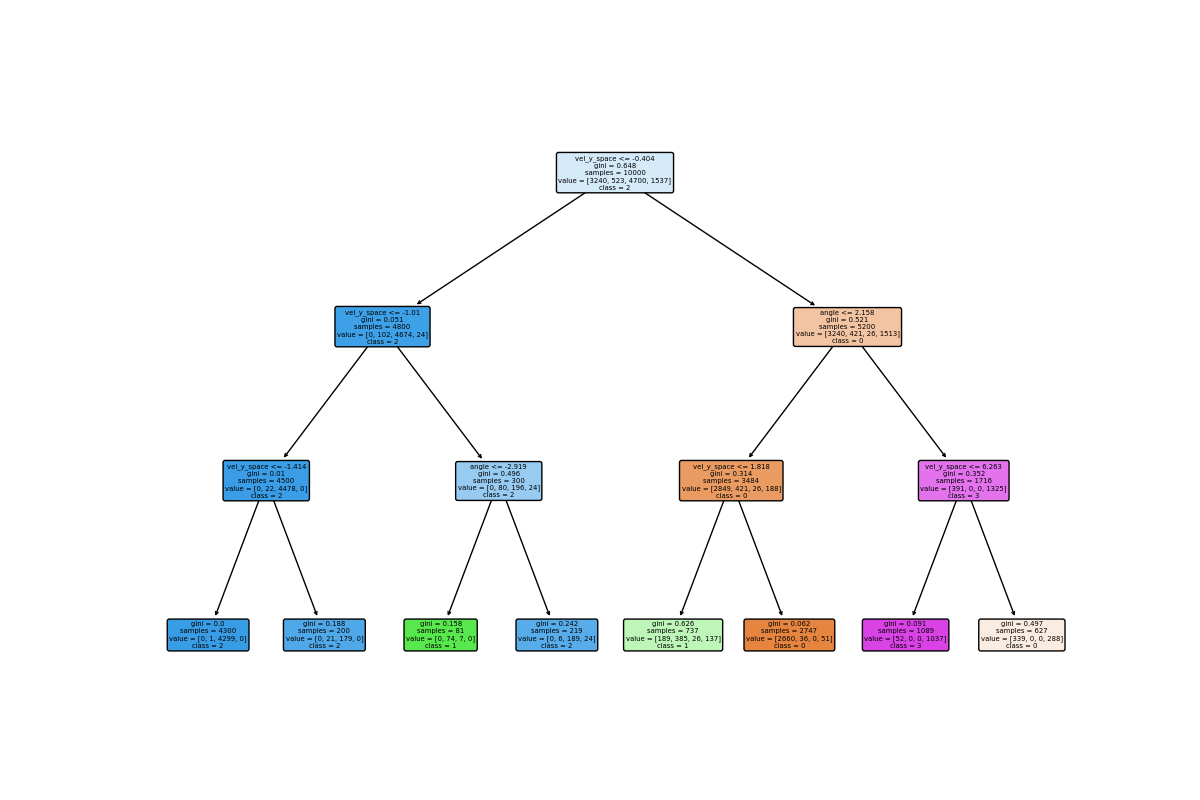 vel_y_space <= -0.404
gini = 0.648
samples = 10000
value = [3240, 523, 4700, 1537]
class = 2
vel_y_space <= -1.01
gini = 0.051
samples = 4800
value = [0, 102, 4674, 24]
class = 2
angle <= 2.158
gini = 0.521
samples = 5200
value = [3240, 421, 26, 1513]
class = 0
vel_y_space <= -1.414
gini = 0.01
samples = 4500
value = [0, 22, 4478, 0]
class = 2
angle <= -2.919
gini = 0.496
samples = 300
value = [0, 80, 196, 24]
class = 2
vel_y_space <= 1.818
gini = 0.314
samples = 3484
value = [2849, 421, 26, 188]
class = 0
vel_y_space <= 6.263
gini = 0.352
samples = 1716
value = [391, 0, 0, 1325]
class = 3
gini = 0.0
samples = 4300
value = [0, 1, 4299, 0]
class = 2
gini = 0.188
samples = 200
value = [0, 21, 179, 0]
class = 2
gini = 0.158
samples = 81
value = [0, 74, 7, 0]
class = 1
gini = 0.242
samples = 219
value = [0, 6, 189, 24]
class = 2
gini = 0.626
samples = 737
value = [189, 385, 26, 137]
class = 1
gini = 0.062
samples = 2747
value = [2660, 36, 0, 51]
class = 0
gini = 0.091
samples = 1089
value = [52, 0, 0, 1037]
class = 3
gini = 0.497
samples = 627
value = [339, 0, 0, 288]
class = 0